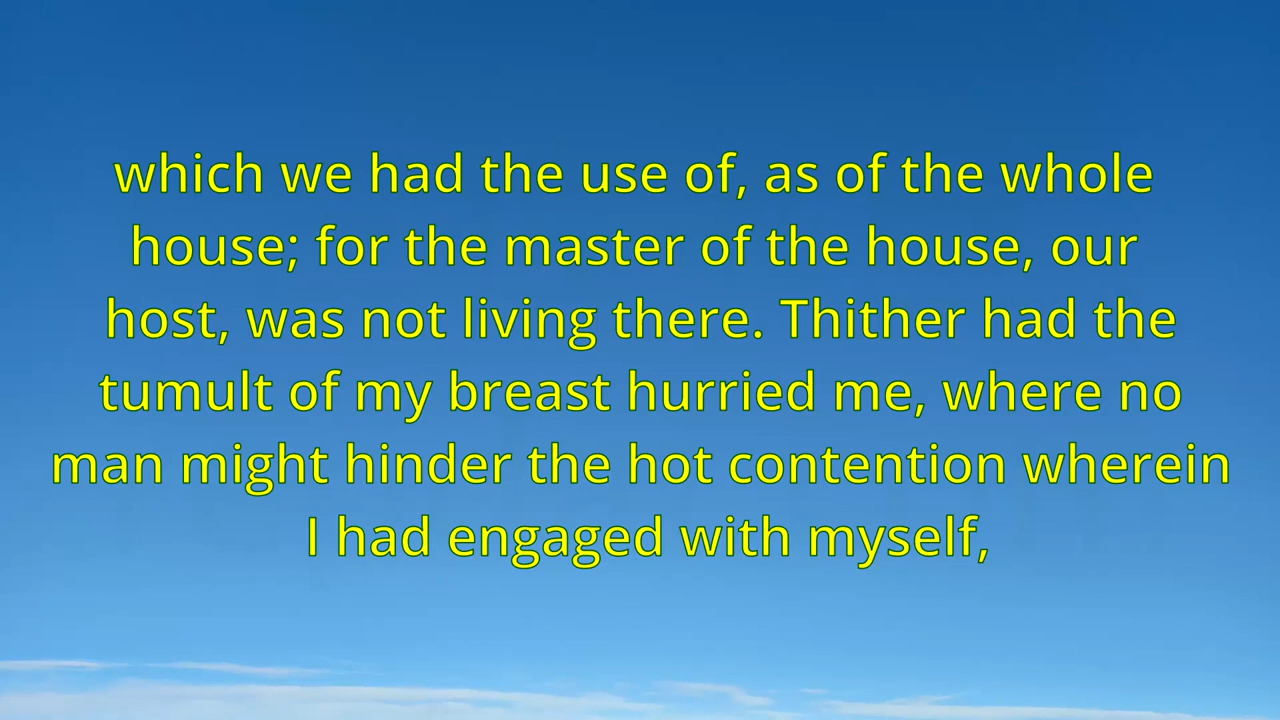 which we had the use of, as of the whole
house; for the master of the house, our
host, was not living there. Thither had the
tumult of my breast hurried me, where no
man might hinder the hot contention wherein
I had engaged with myself,